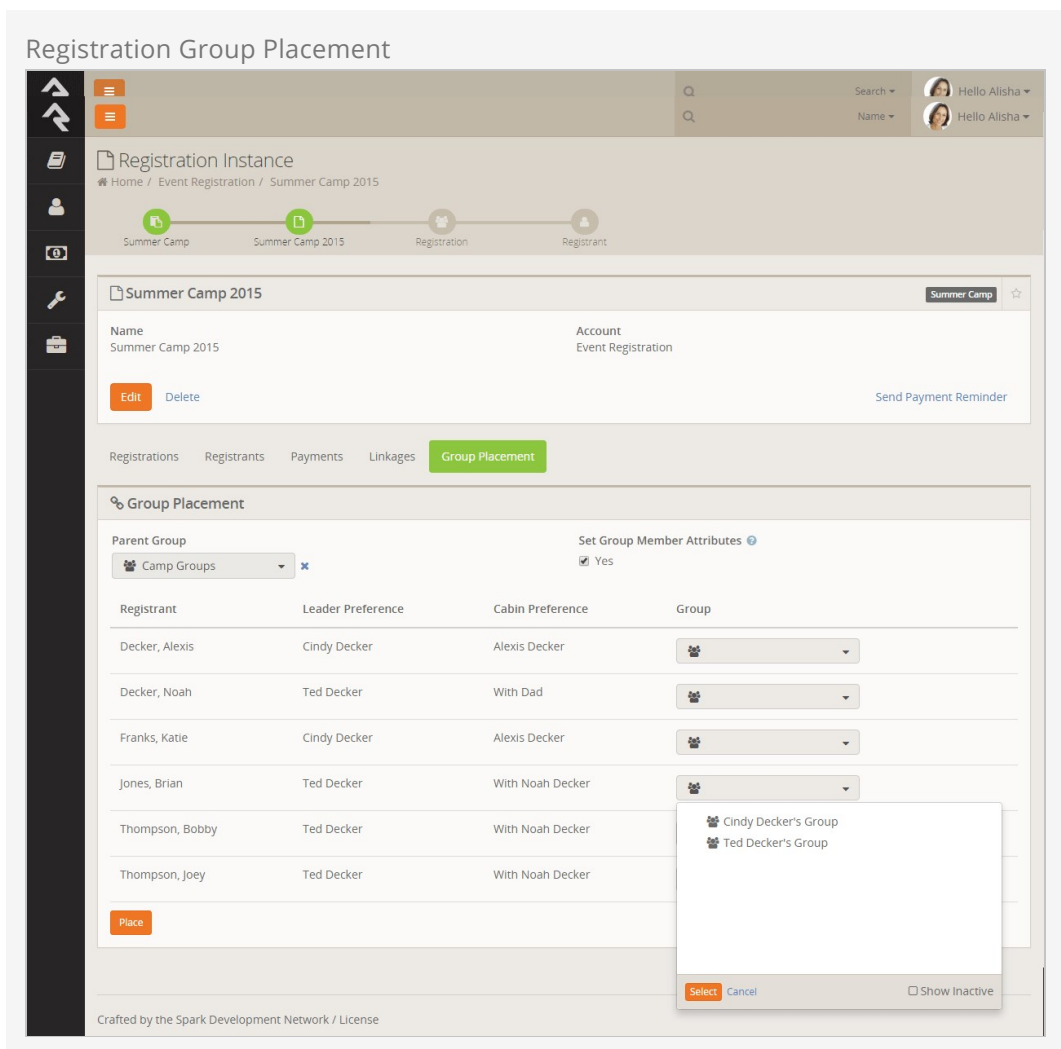 Registration Group Placement
Search
Hello Alisha
Name
Hello Alisha
Registration Instance
Home / Event Registration / Summer Camp 2015
Summer Camp
Summer Camp 2015
Registration
Registrant
Summer Camp 2015
Summer Camp
Name
Account
Summer Camp 2015
Event Registration
Edit
Delete
Send Payment Reminder
Registrations
Registrants
Payments
Linkages
Group Placement
Group Placement
Parent Group
Set Group Member Attributes
Camp Groups
Yes
Registrant Leader Preference Cabin Preference Group
Decker, Alexis Cindy Decker Alexis Decker
Decker, Noah Ted Decker With Dad
Franks, Katie Cindy Decker Alexis Decker
Jones, Brian Ted Decker With Noah Decker
Thompson, Bobby Ted Decker With Noah Decker
Thompson, Joey Ted Decker With Noah Decker
Cindy Decker's Group
Ted Decker's Group
Place
Select
Cancel
Show Inactive
Crafted by the Spark Development Network / License